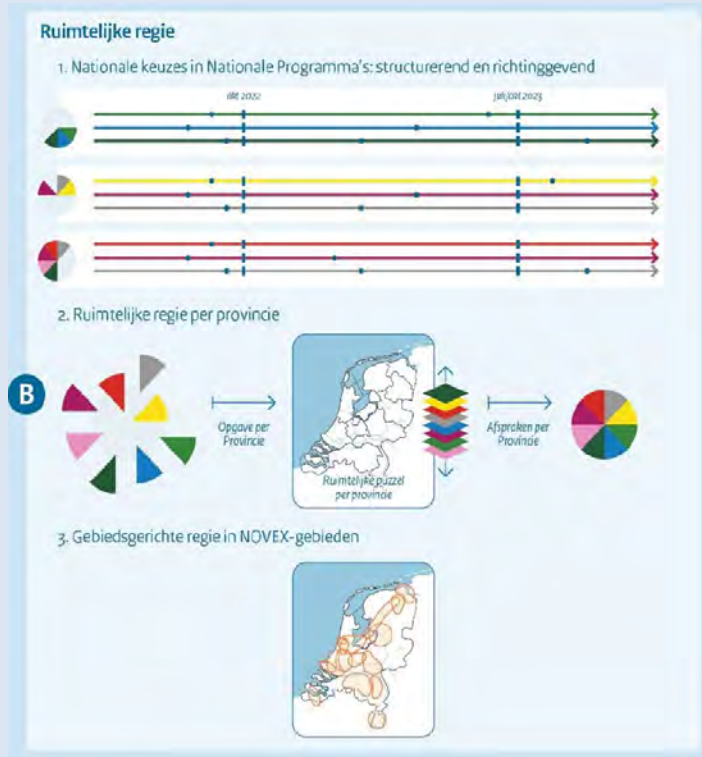 Ruimtelijke regie
1. Nationale keuzes in Nationale Programma's: structurerend en richtinggevend
okt 2022
juli/okt 2023
2. Ruimtelijke regie per provincie
B
Opgave per
Provincie
Ruimtelijke puzzel
per provincie
Afspraken per
Provincie
3. Gebiedsgerichte regie in NOVEX-gebieden